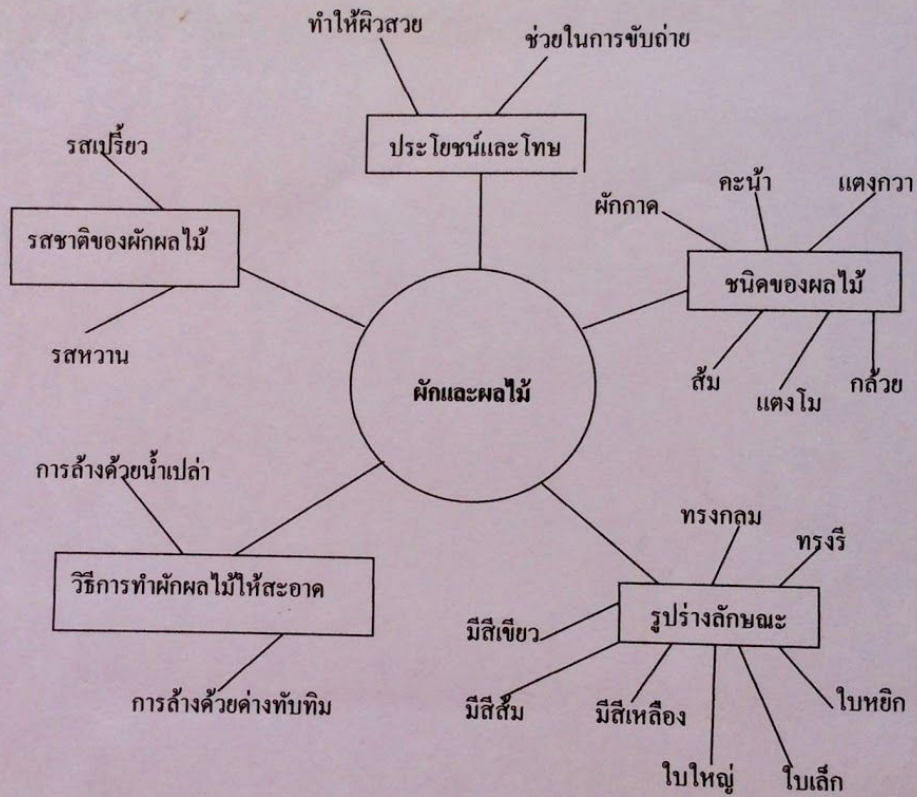 ทำให้ผิวสวย
ช่วยในการขับถ่าย
ประโยชน์และโทษ
รสเปรี้ยว
รสชาติของผักผลไม้
รสหวาน
ผักกาด
คะน้า
แตงกวา
ชนิดของผลไม้
ส้ม
แตงโม
กล้วย
ผักและผลไม้
การล้างด้วยน้ำเปล่า
วิธีการทำผักผลไม้ให้สะอาด
การล้างด้วยด่างทับทิม
ทรงกลม
ทรงรี
รูปร่างลักษณะ
มีสีเขียว
มีสีส้ม
มีสีเหลือง
ใบหยิก
ใบใหญ่
ใบเล็ก